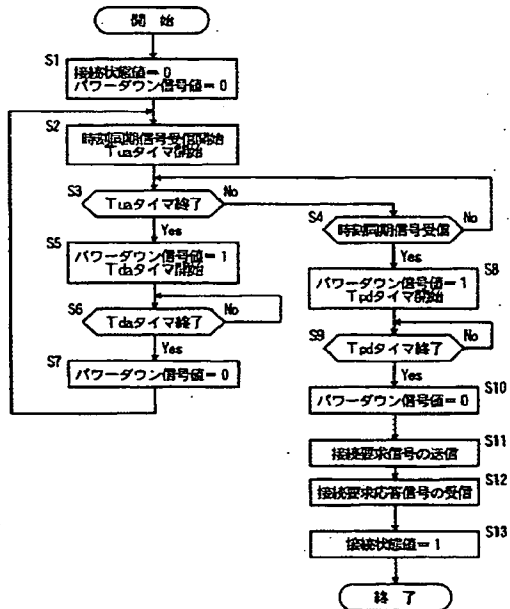 開始
S1
接続状態値=0
パワーダウン信号値=0
S2
時刻同期信号受信開始
Tuaタイマ開始
S3
Tuaタイマ終了
No
Yes
S4
時刻同期信号受信
No
Yes
S5
パワーダウン信号値=1
Tdaタイマ開始
S6
Tdaタイマ終了
No
Yes
S7
パワーダウン信号値=0
S8
パワーダウン信号値=1
Tpdタイマ開始
S9
Tpdタイマ終了
No
Yes
S10
パワーダウン信号値=0
S11
接続要求信号の送信
S12
接続要求応答信号の受信
S13
接続状態値=1
終了